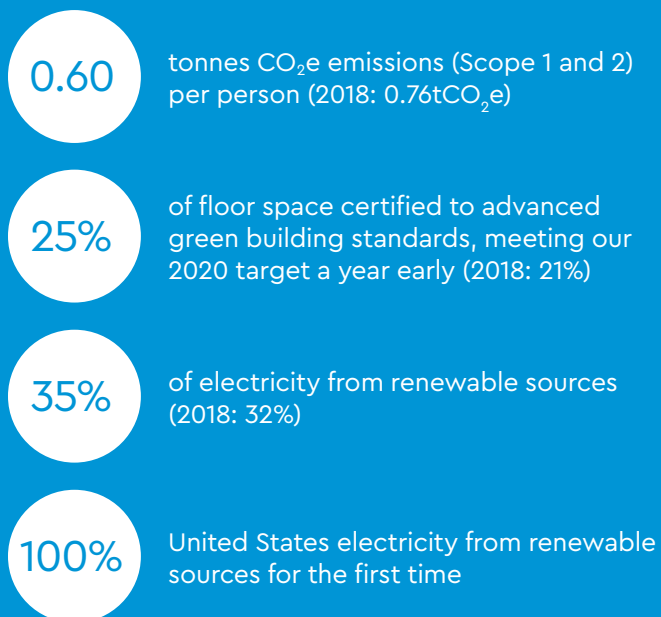 0.60
tonnes CO₂e emissions (Scope 1 and 2)
per person (2018: 0.76tCO₂e)
25%
of floor space certified to advanced
green building standards, meeting our
2020 target a year early (2018: 21%)
35%
of electricity from renewable sources
(2018: 32%)
100%
United States electricity from renewable
sources for the first time